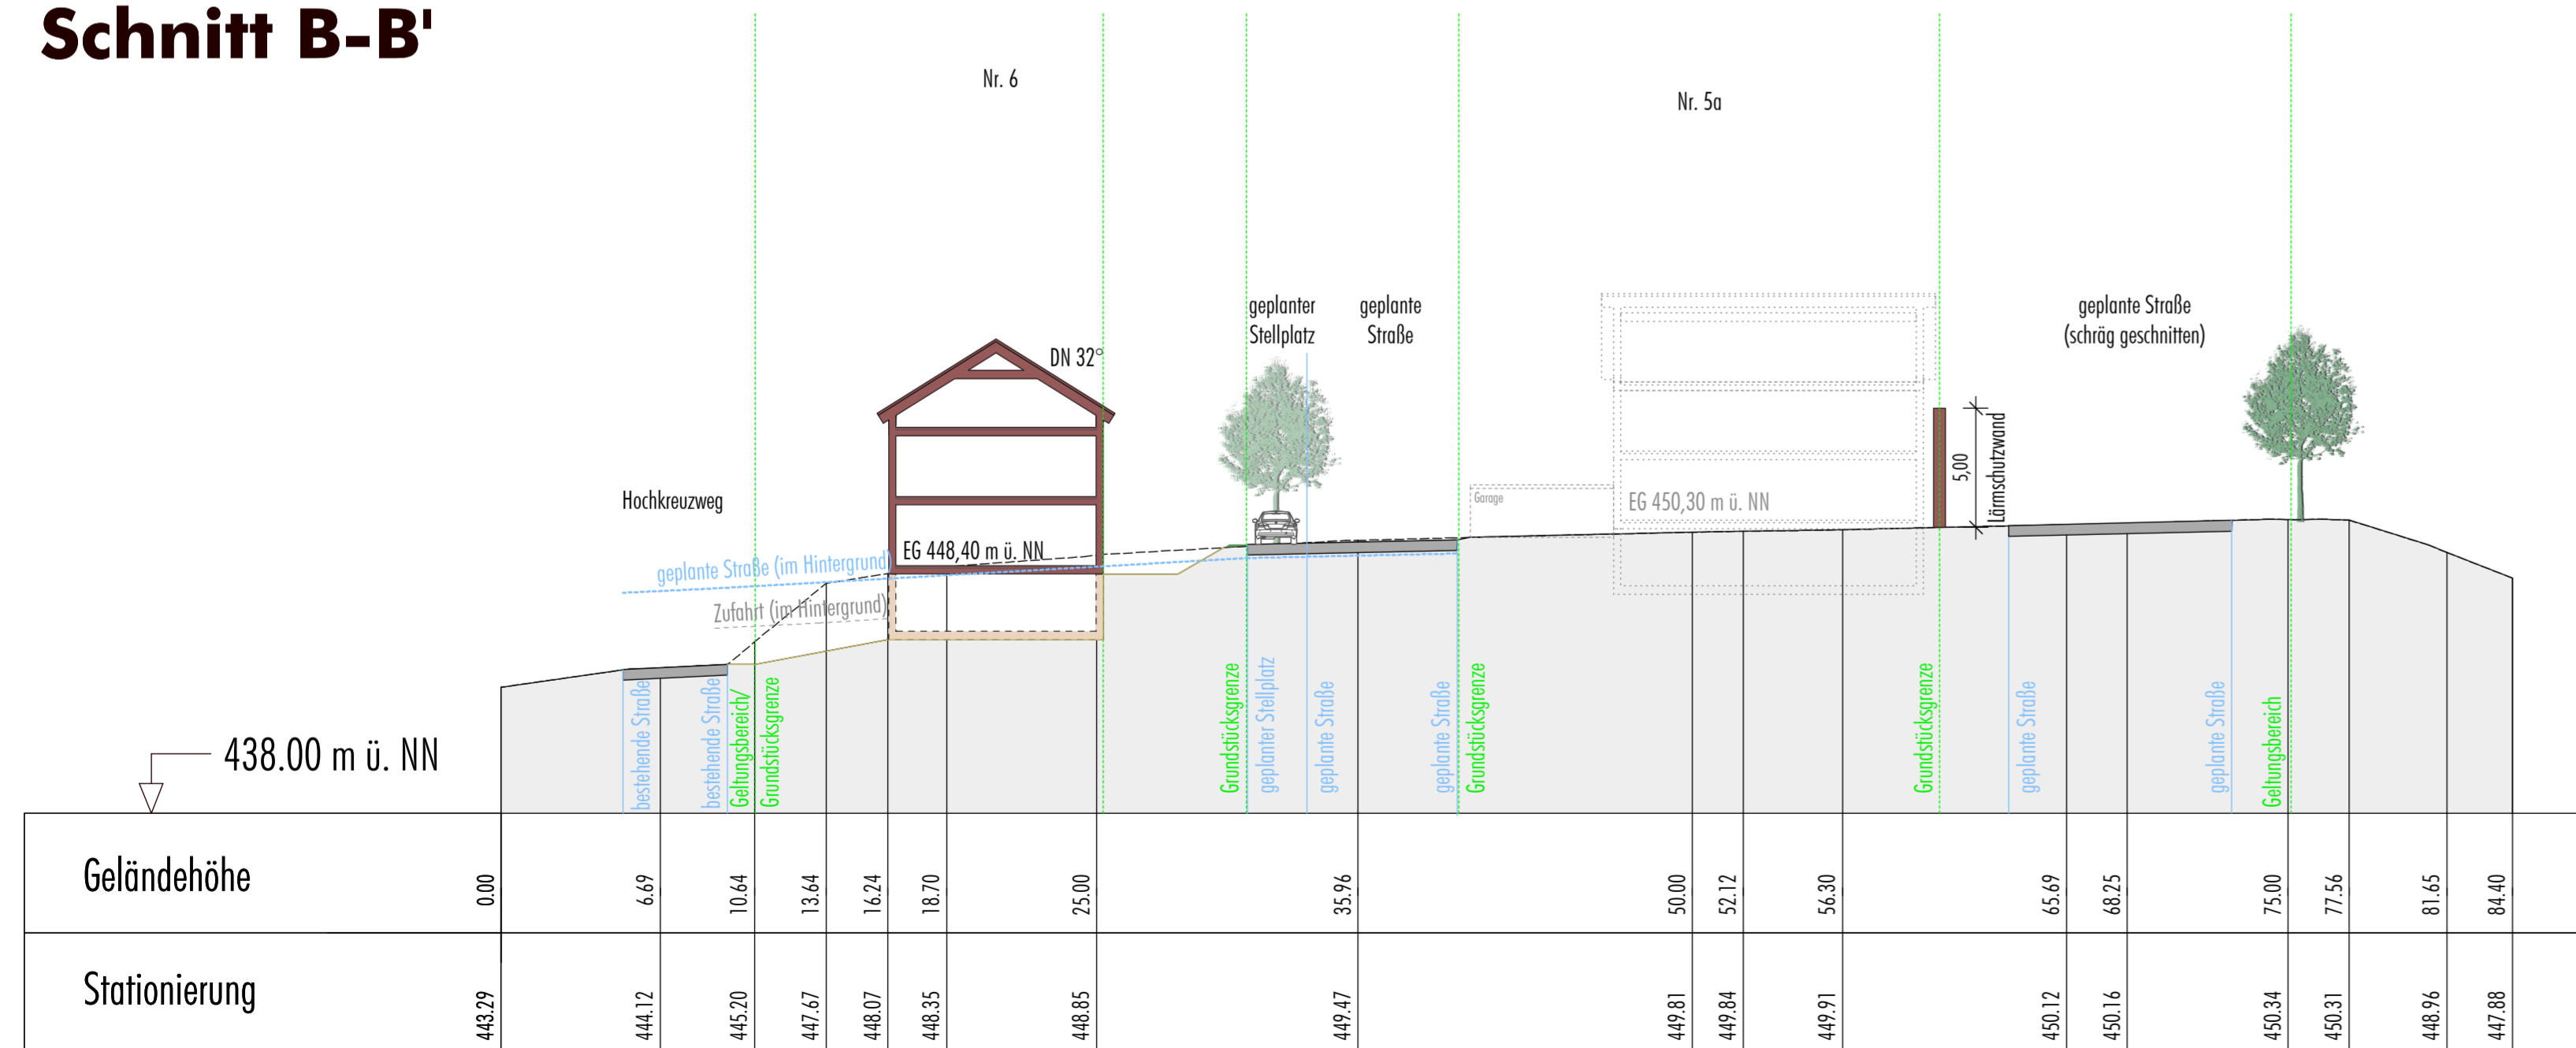 Schnitt B-B'
Nr. 6
Nr. 5a
geplanter
Stellplatz
geplante
Straße
geplante Straße
(schräg geschnitten)
DN 32°
Hochkreuzweg
Garage
EG 450,30 m ü. NN
5,00
Lärmschutzwand
EG 448,40 m ü. NN
geplante Straße (im Hintergrund)
Zufahrt (im Hintergrund)
438.00 m ü. NN
bestehende Straße
bestehende Straße
Geltungsbereich/
Grundstücksgrenze
Grundstücksgrenze
geplanter Stellplatz
geplante Straße
geplante Straße
Grundstücksgrenze
Grundstücksgrenze
geplante Straße
geplante Straße
Geltungsbereich
Geländehöhe 0.00 6.69 10.64 13.64 16.24 18.70 25.00 35.96 50.00 52.12 56.30 65.69 68.25 75.00 77.56 81.65 84.40
Stationierung 443.29 444.12 445.20 447.67 448.07 448.35 448.85 449.47 449.81 449.84 449.91 450.12 450.16 450.34 450.31 448.96 447.88